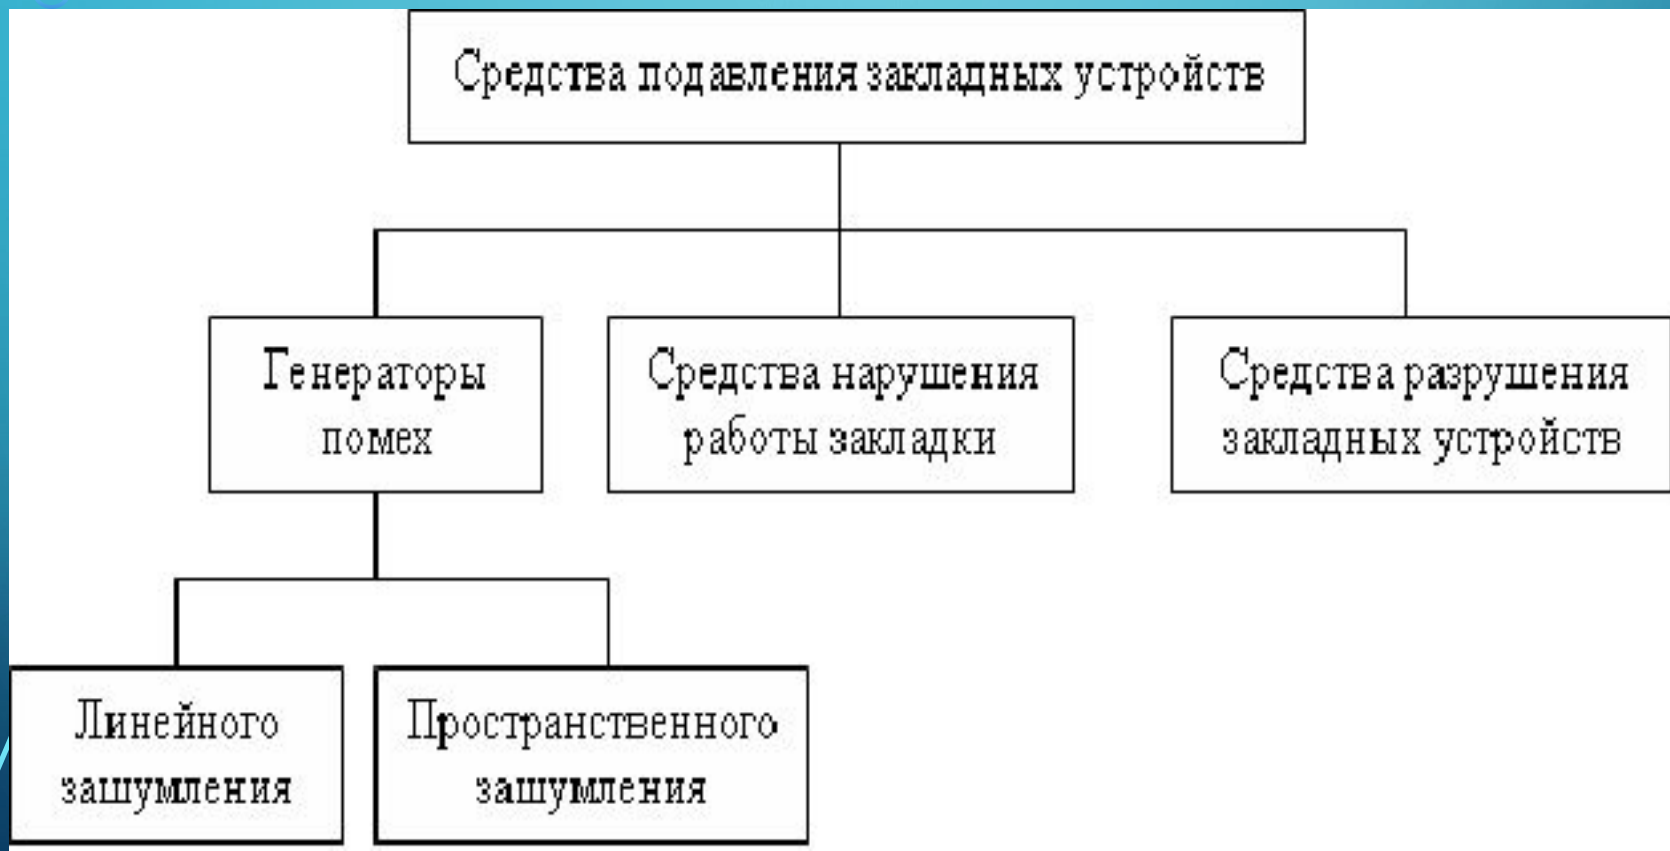 Средства подавления закладных устройств
Генераторы
помех
Средства нарушения
работы закладки
Средства разрушения
закладных устройств
Линейного
зашумления
Пространственного
зашумления